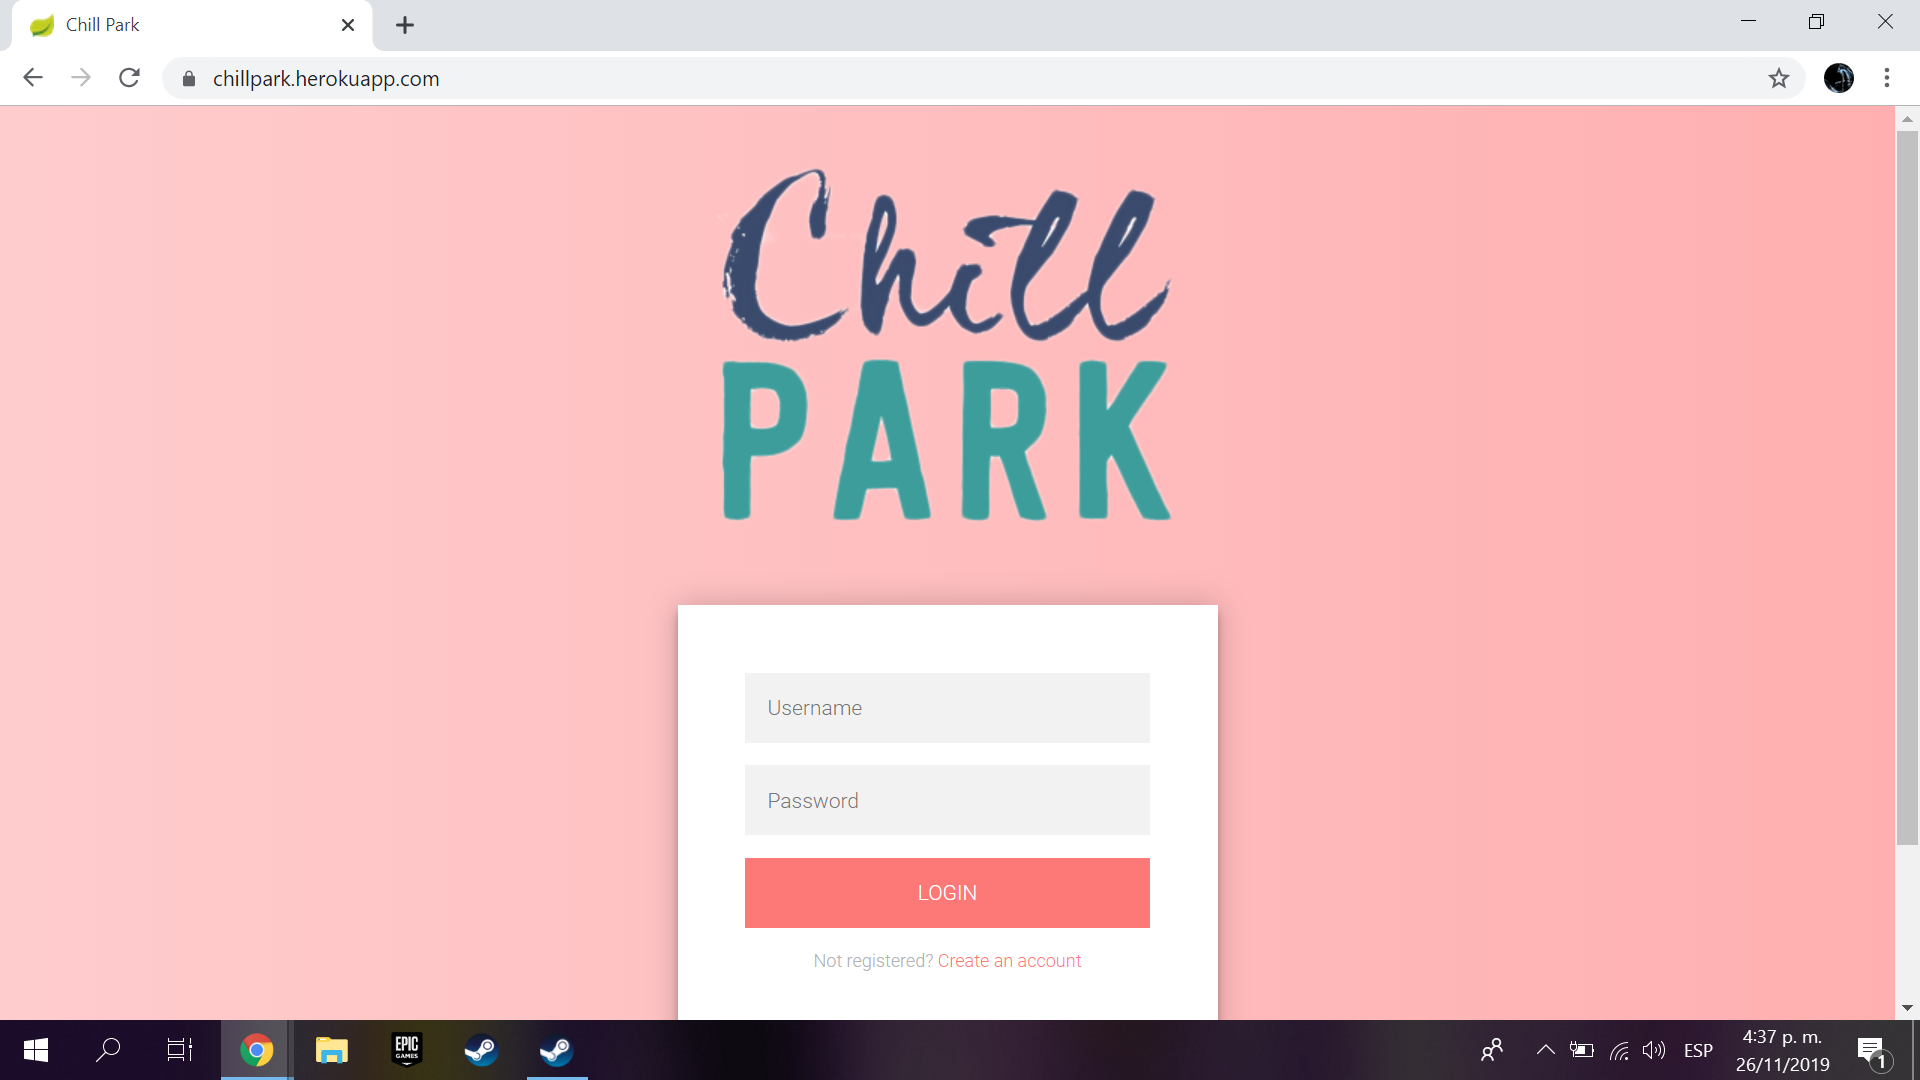 Chill Park
chillpark.herokuapp.com
Chill
PARK
Username
Password
LOGIN
Not registered? Create an account
EPIC
GAMES
ESP
4:37 p. m.
26/11/2019
1